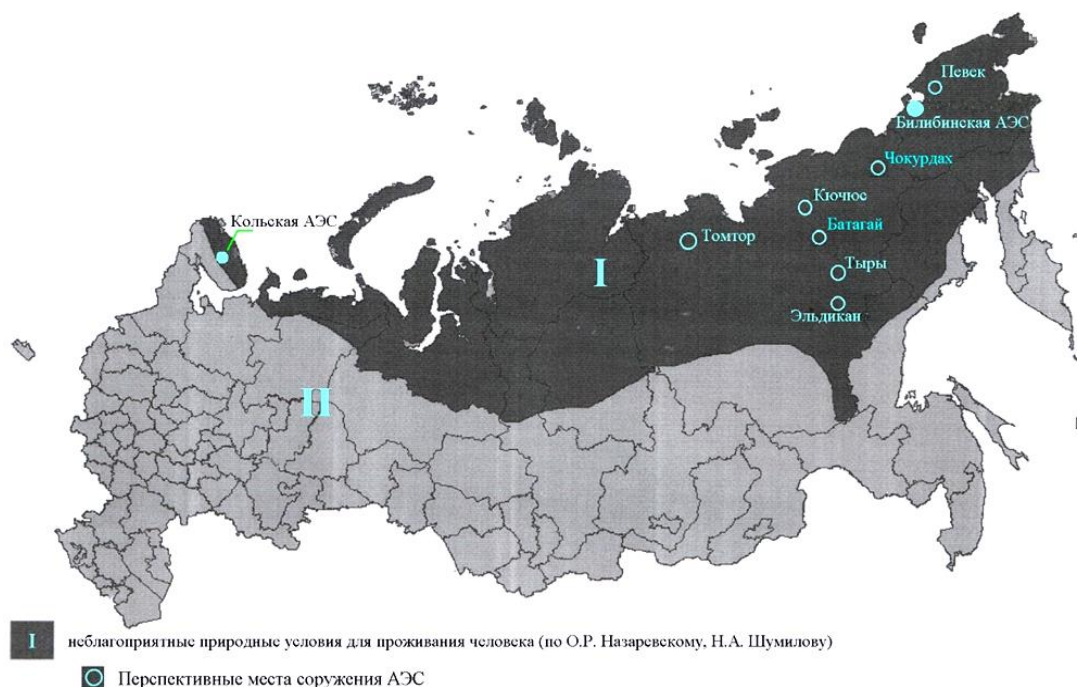 Певек
Билибинская АЭС
Чокурдах
Кючюс
Кольская АЭС
Батагай
Томтор
I
Тыры
Эльдикан
II
I неблагоприятные природные условия для проживания человека (по О.Р. Назаревскому, Н.А. Шумилову)
Перспективные места соружения АЭС